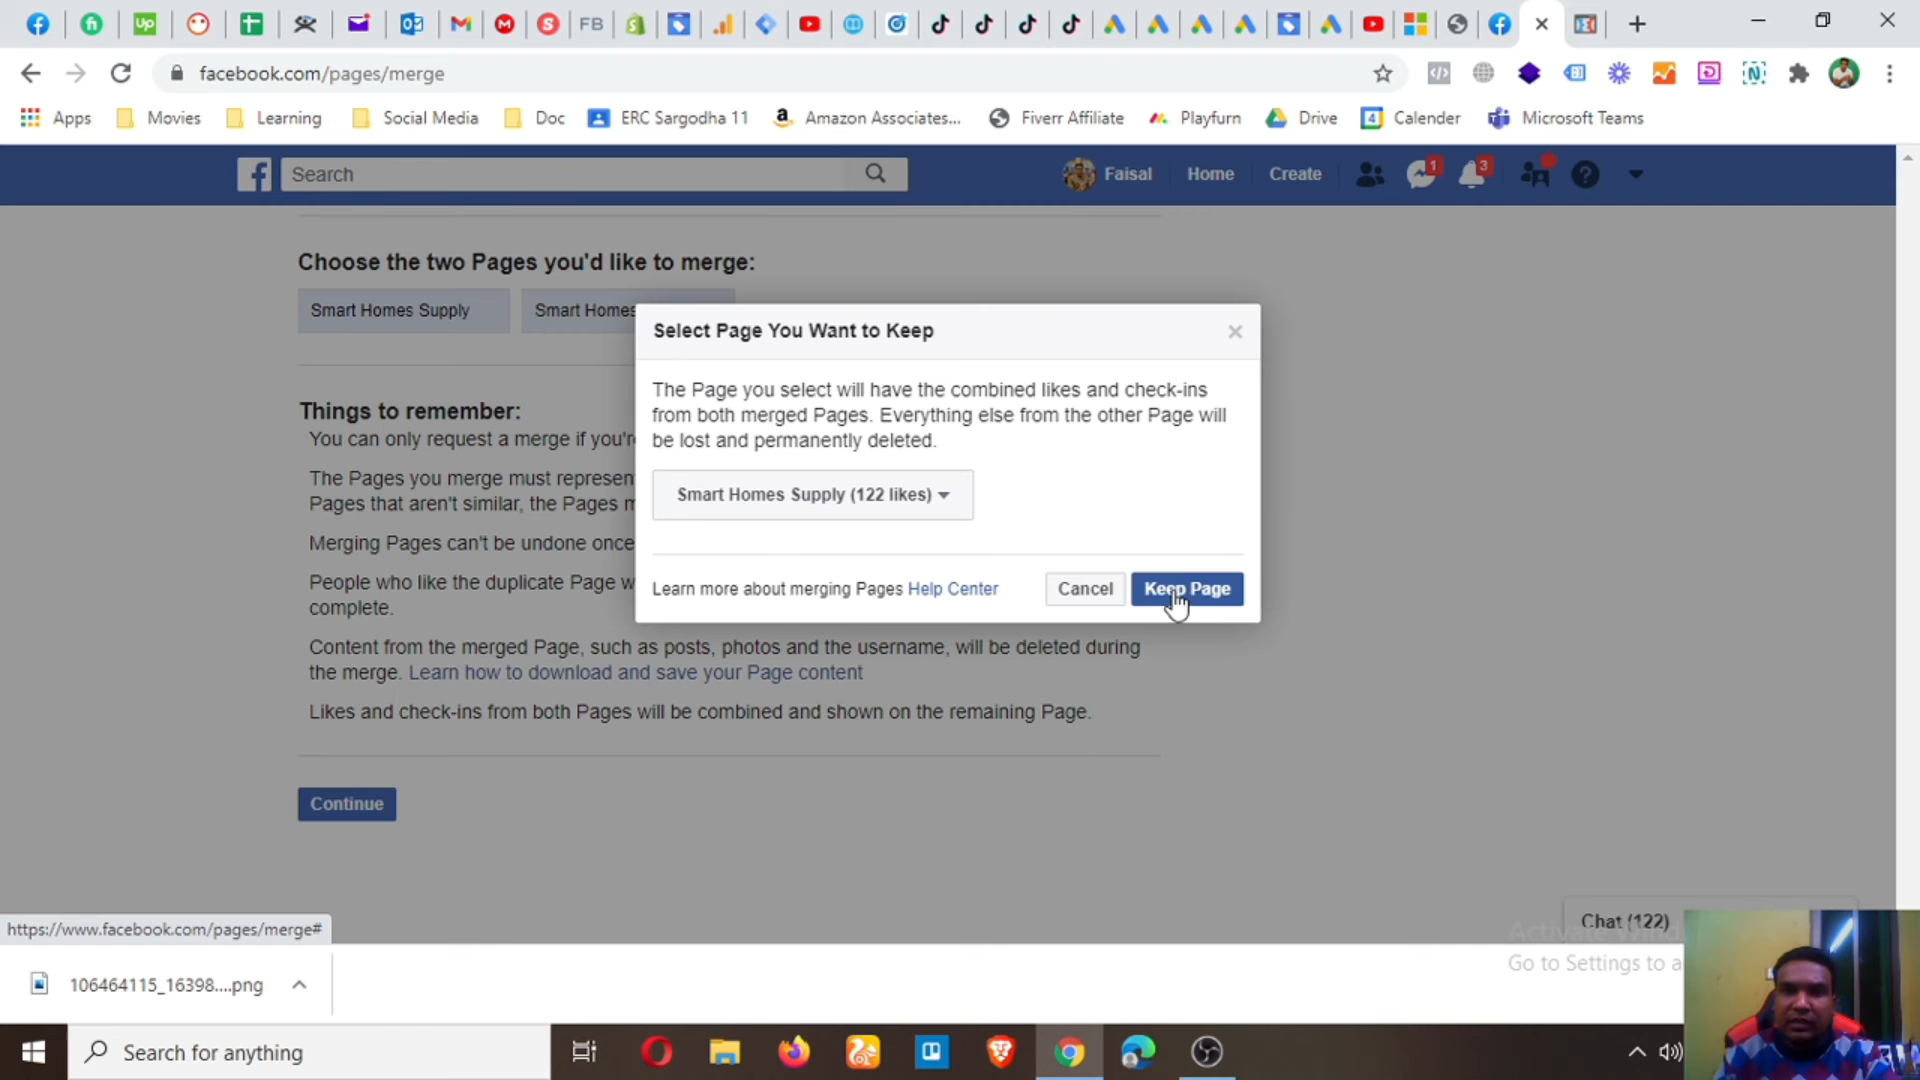 FB
facebook.com/pages/merge
Apps Movies Learning Social Media Doc ERC Sargodha 11 Amazon Associates... Fiverr Affiliate Playfurn Drive Calender Microsoft Teams
Search Faisal Home Create 1 3
Choose the two Pages you'd like to merge:
Smart Homes Supply Smart Homes
Select Page You Want to Keep
The Page you select will have the combined likes and check-ins
from both merged Pages. Everything else from the other Page will
be lost and permanently deleted.
Smart Homes Supply (122 likes)
Learn more about merging Pages Help Center Cancel Keep Page
Things to remember:
You can only request a merge if you're
The Pages you merge must represen
Pages that aren't similar, the Pages m
Merging Pages can't be undone once
People who like the duplicate Page w
complete.
Content from the merged Page, such as posts, photos and the username, will be deleted during
the merge. Learn how to download and save your Page content
Likes and check-ins from both Pages will be combined and shown on the remaining Page.
Continue
Chat (122)
https://www.facebook.com/pages/merge#
Activate Wind
Go to Settings to a
106464115_16398....png
Search for anything